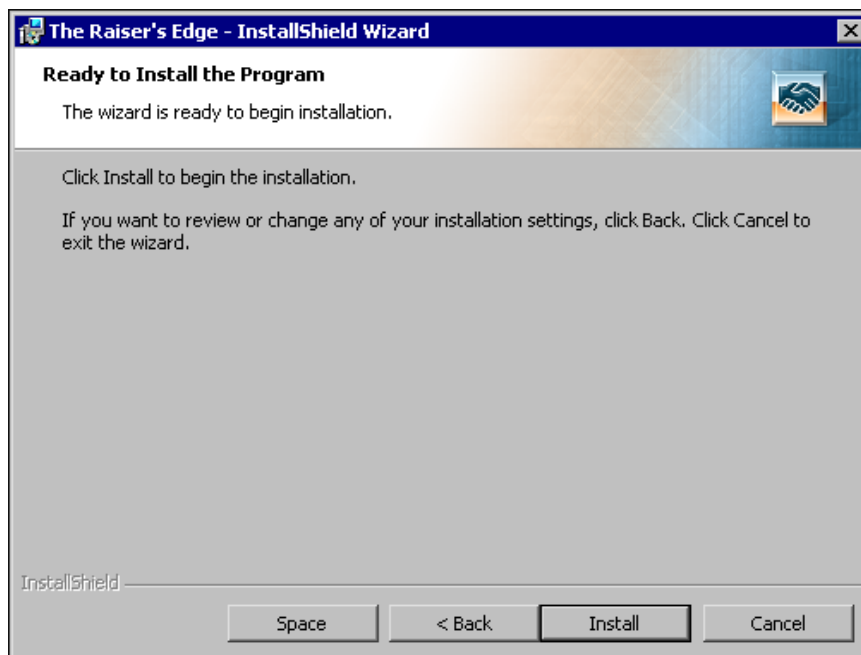 The Raiser's Edge - InstallShield Wizard
Ready to Install the Program
The wizard is ready to begin installation.
Click Install to begin the installation.
If you want to review or change any of your installation settings, click Back. Click Cancel to
exit the wizard.
InstallShield
Space
< Back
Install
Cancel